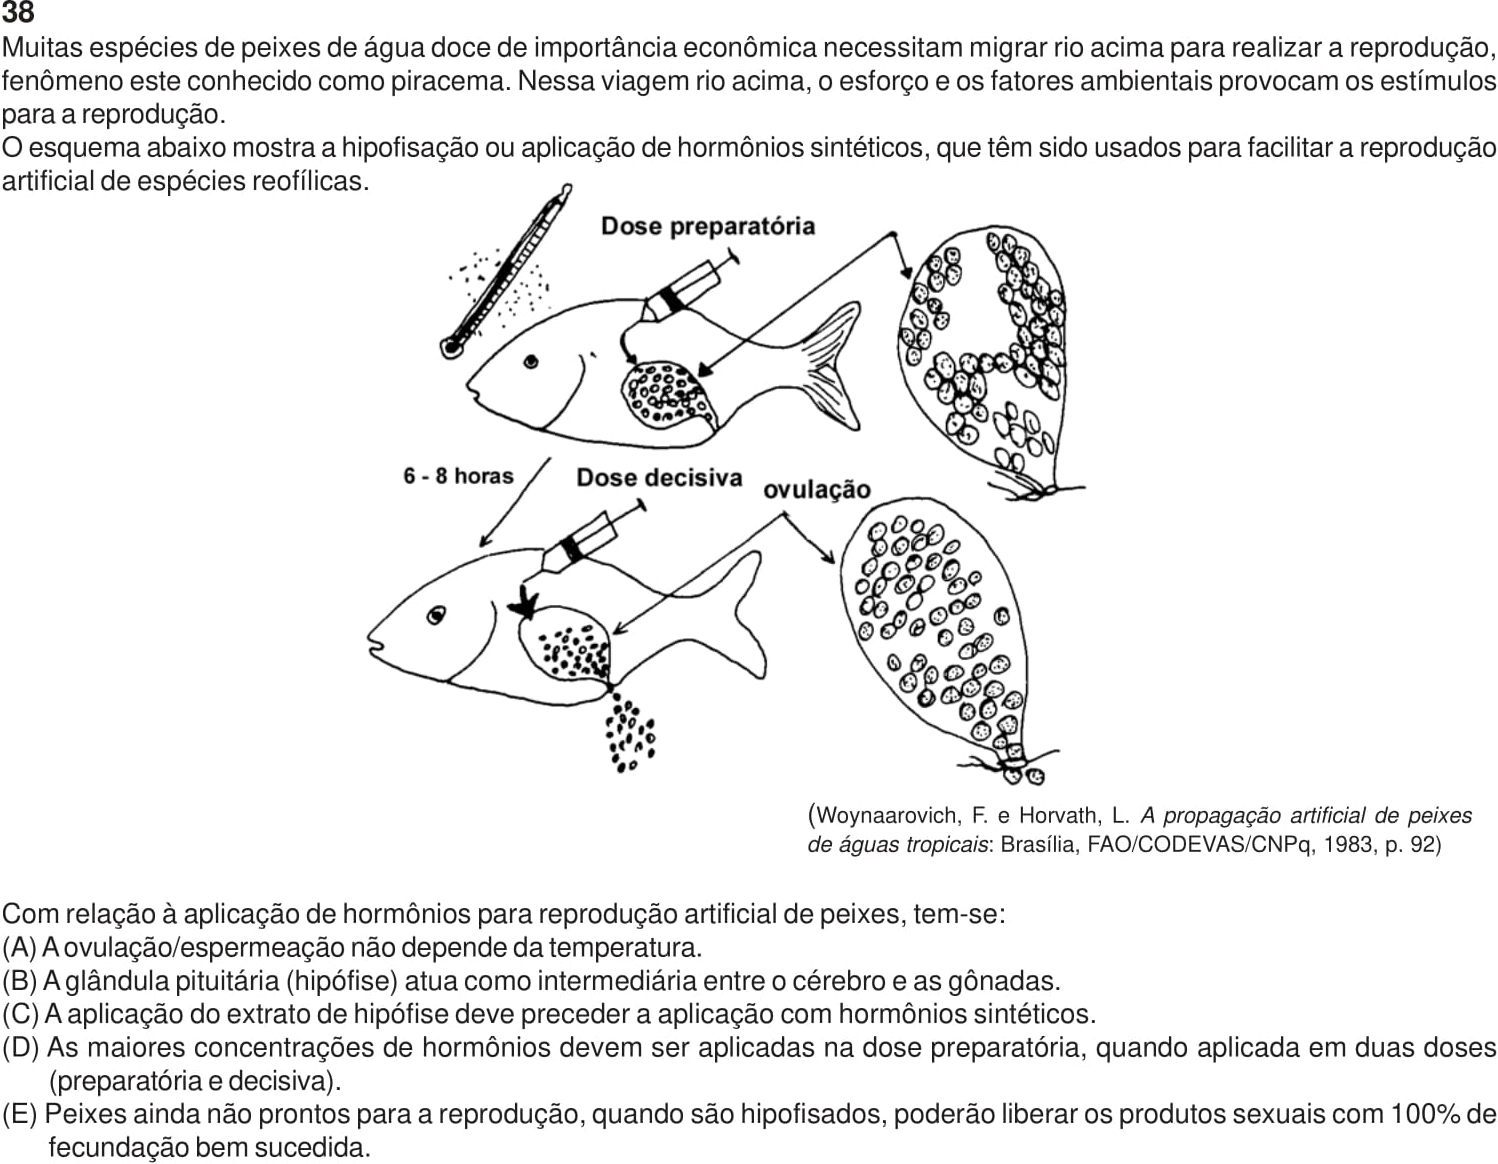 38
Muitas espécies de peixes de água doce de importância econômica necessitam migrar rio acima para realizar a reprodução,
fenômeno este conhecido como piracema. Nessa viagem rio acima, o esforço e os fatores ambientais provocam os estímulos
para a reprodução.
O esquema abaixo mostra a hipofisação ou aplicação de hormônios sintéticos, que têm sido usados para facilitar a reprodução
artificial de espécies reofílicas.
Dose preparatória
6 - 8 horas
Dose decisiva
ovulação
(Woynaarovich, F. e Horvath, L. A propagação artificial de peixes
de águas tropicais: Brasília, FAO/CODEVAS/CNPq, 1983, p. 92)
Com relação à aplicação de hormônios para reprodução artificial de peixes, tem-se:
(A) A ovulação/espermeação não depende da temperatura.
(B) A glândula pituitária (hipófise) atua como intermediária entre o cérebro e as gônadas.
(C) A aplicação do extrato de hipófise deve preceder a aplicação com hormônios sintéticos.
(D) As maiores concentrações de hormônios devem ser aplicadas na dose preparatória, quando aplicada em duas doses
(preparatória e decisiva).
(E) Peixes ainda não prontos para a reprodução, quando são hipofisados, poderão liberar os produtos sexuais com 100% de
fecundação bem sucedida.